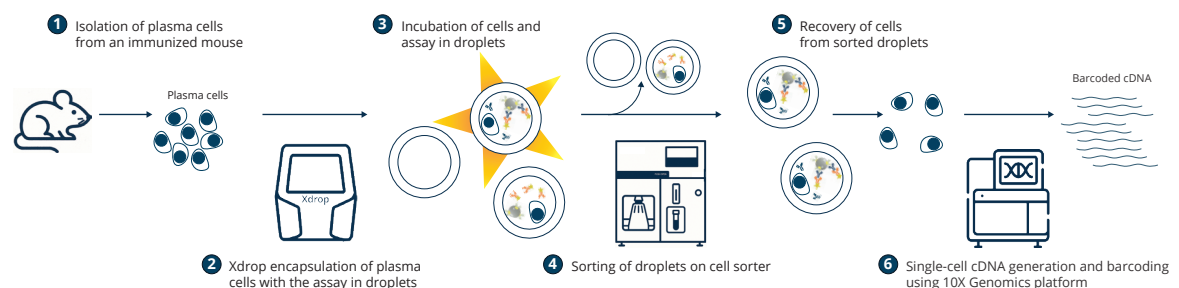 1 Isolation of plasma cells
from an immunized mouse
Plasma cells
2 Xdrop encapsulation of plasma
cells with the assay in droplets
Xdrop
3 Incubation of cells and
assay in droplets
4 Sorting of droplets on cell sorter
5 Recovery of cells
from sorted droplets
6 Single-cell cDNA generation and barcoding
using 10X Genomics platform
Barcoded cDNA